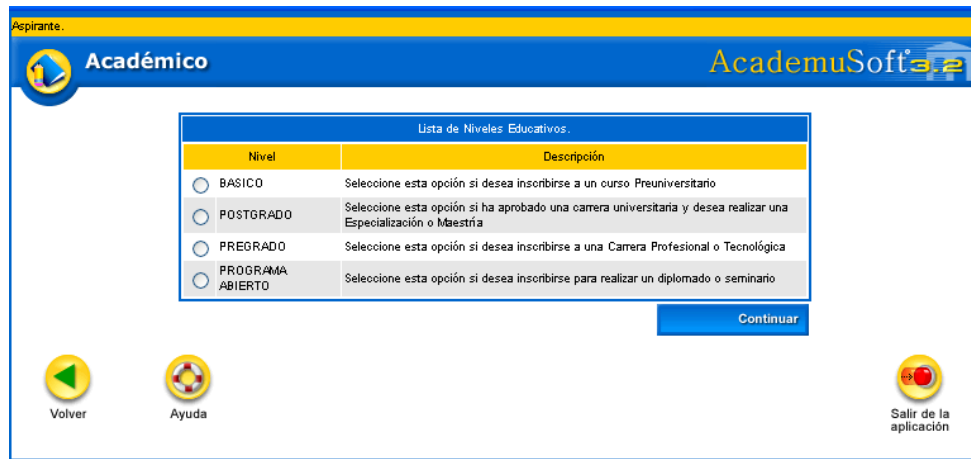 Aspirante.
Académico
AcademuSoft 3.2
Lista de Niveles Educativos.
Nivel Descripción
BASICO Seleccione esta opción si desea inscribirse a un curso Preuniversitario
POSTGRADO Seleccione esta opción si ha aprobado una carrera universitaria y desea realizar una
Especialización o Maestría
PREGRADO Seleccione esta opción si desea inscribirse a una Carrera Profesional o Tecnológica
PROGRAMA
ABIERTO Seleccione esta opción si desea inscribirse para realizar un diplomado o seminario
Continuar
Volver
Ayuda
Salir de la
aplicación